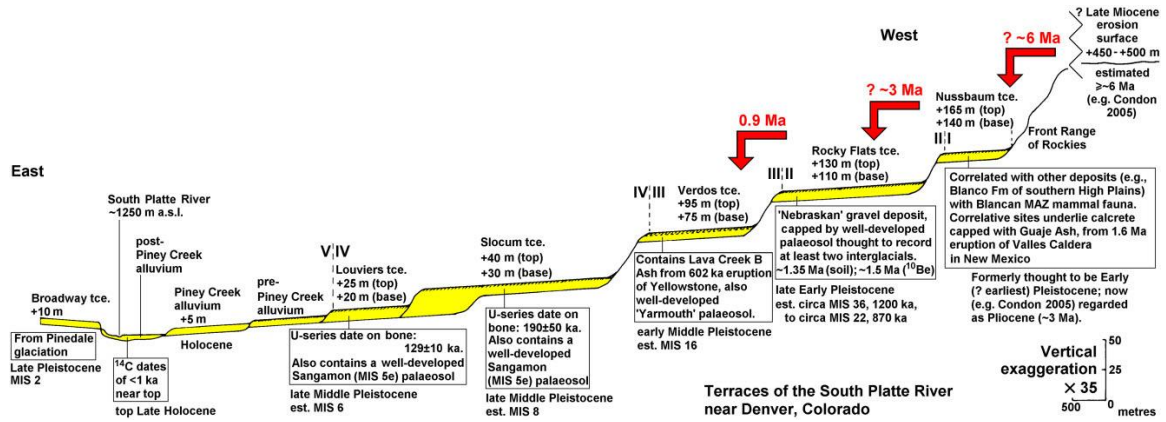 East
West
South Platte River
~1250 m a.s.l.
post-
Piney Creek
alluvium
Broadway tce.
+10 m
Piney Creek
alluvium
+5 m
pre-
Piney Creek
alluvium
V IV
Louviers tce.
+25 m (top)
+20 m (base)
Slocum tce.
+40 m (top)
+30 m (base)
IV III
Verdos tce.
+95 m (top)
+75 m (base)
0.9 Ma
III II
Rocky Flats tce.
+130 m (top)
+110 m (base)
? ~3 Ma
Nussbaum tce.
+165 m (top)
+140 m (base)
II I
? ~6 Ma
? Late Miocene
erosion
surface
+450 - +500 m
estimated
≥~6 Ma
(e.g. Condon
2005)
Front Range
of Rockies
From Pinedale
glaciation
Late Pleistocene
MIS 2
14C dates
of <1 ka
near top
top Late Holocene
Holocene
U-series date on bone:
129±10 ka.
Also contains a well-developed
Sangamon (MIS 5e) palaeosol
late Middle Pleistocene
est. MIS 6
U-series date on
bone: 190±50 ka.
Also contains a
well-developed
Sangamon
(MIS 5e) palaeosol
late Middle Pleistocene
est. MIS 8
Contains Lava Creek B
Ash from 602 ka eruption
of Yellowstone, also
well-developed
'Yarmouth' palaeosol.
early Middle Pleistocene
est. MIS 16
'Nebraskan' gravel deposit,
capped by well-developed
palaeosol thought to record
at least two interglacials.
~1.35 Ma (soil); ~1.5 Ma (10Be)
late Early Pleistocene
est. circa MIS 36, 1200 ka,
to circa MIS 22, 870 ka
Correlated with other deposits (e.g.,
Blanco Fm of southern High Plains)
with Blancan MAZ mammal fauna.
Correlative sites underlie calcrete
capped with Guaje Ash, from 1.6 Ma
eruption of Valles Caldera
in New Mexico
Formerly thought to be Early
(? earliest) Pleistocene; now
(e.g. Condon 2005) regarded
as Pliocene (~3 Ma).
Terraces of the South Platte River
near Denver, Colorado
Vertical
exaggeration
× 35
50
25
0
500
metres